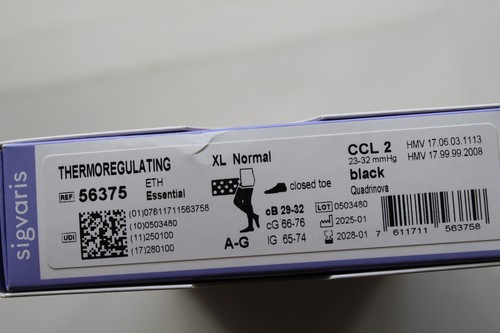 sigvaris
THERMOREGULATING
REF 56375 ETH Essential
UDI
(01)07611711563758
(10)0503480
(11)250100
(17)280100
XL Normal
closed toe
A-G
cB 29-32
cG 66-76
lG 65-74
CCL 2
23-32 mmHg
black
Quadrinova
LOT 0503480
2025-01
2028-01
HMV 17.06.03.1113
HMV 17.99.99.2008
7 611711 563758